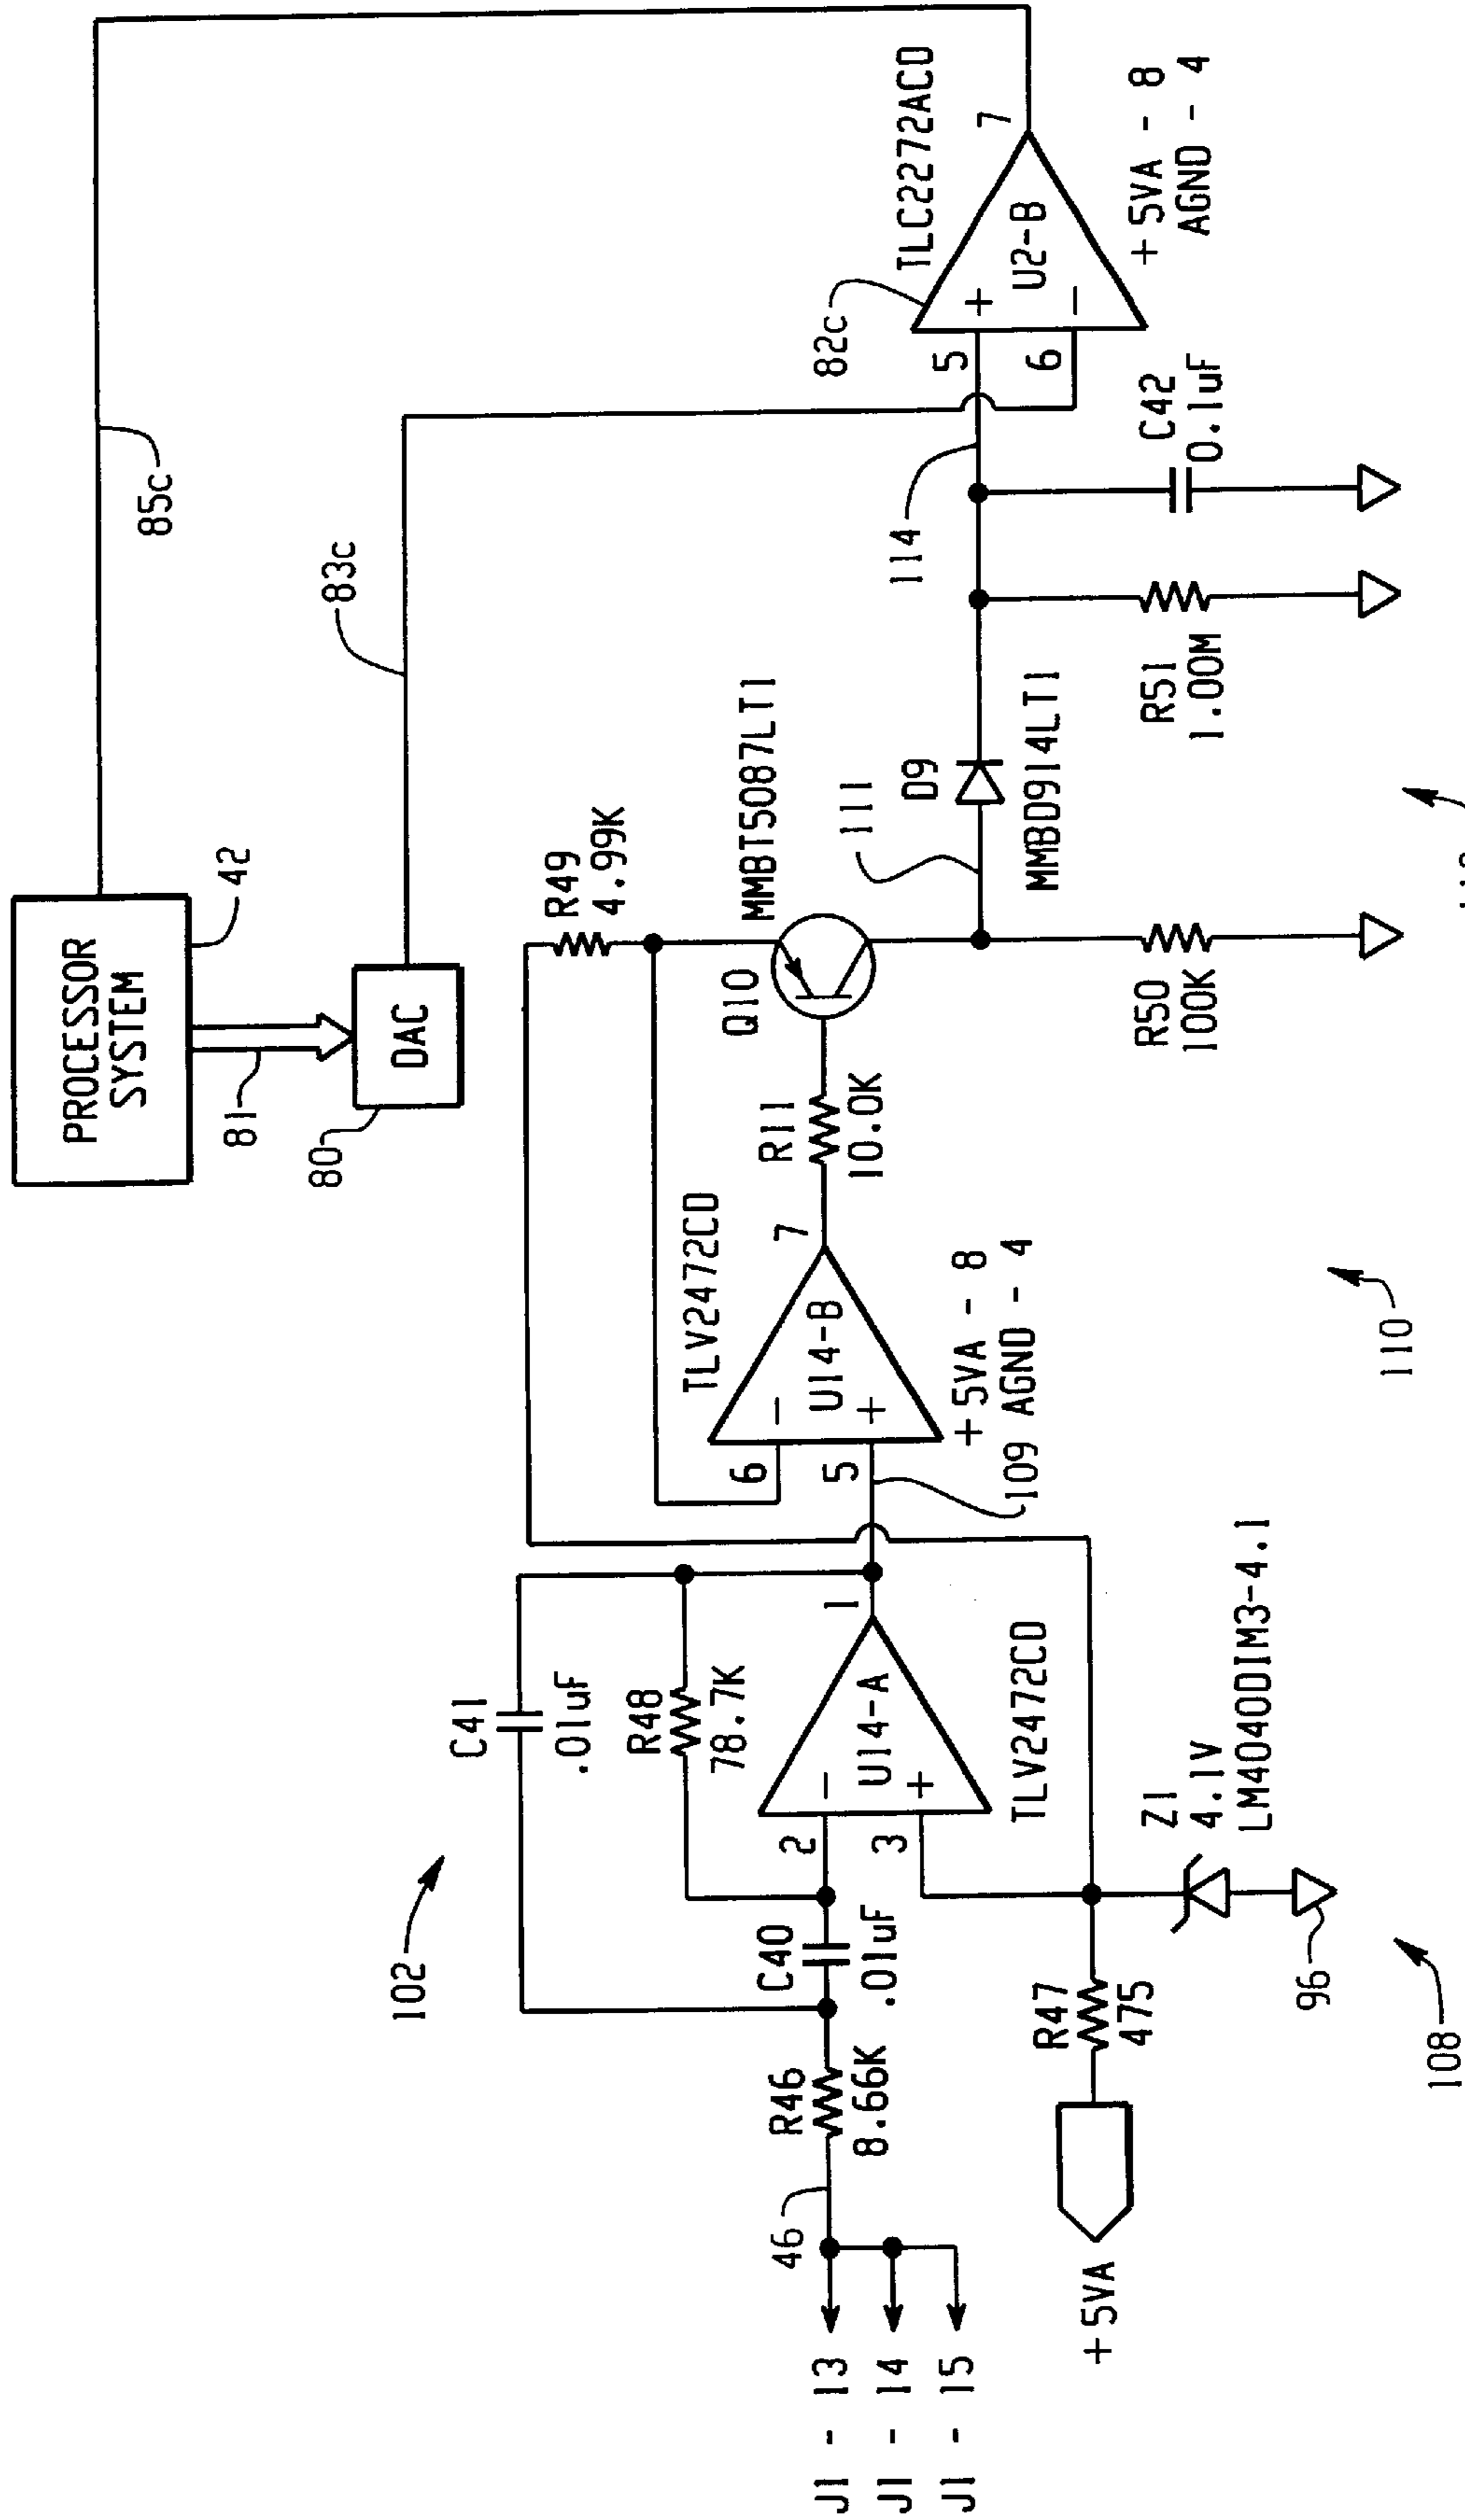 PROCESSOR
SYSTEM
42
81
80
DAC
83c
85c
102
C41
.01uF
R48
78.7K
R49
4.99K
TLV2472CD
U14-B
-
+
6
5
7
+5VA - 8
AGND - 4
109
R11
10.0K
Q10
MMBT5087LT1
111
D9
MMBD914LT1
114
82c
TLC2272ACD
U2-B
+
-
5
6
7
+5VA - 8
AGND - 4
J1 - 13
J1 - 14
J1 - 15
46
R46
8.66K
C40
.01uF
2
3
1
-
+
U14-A
TLV2472CD
+5VA
R47
475
Z1
4.1V
LM4040DIM3-4.1
96
R50
100K
R51
1.00M
C42
0.1uF
108
110